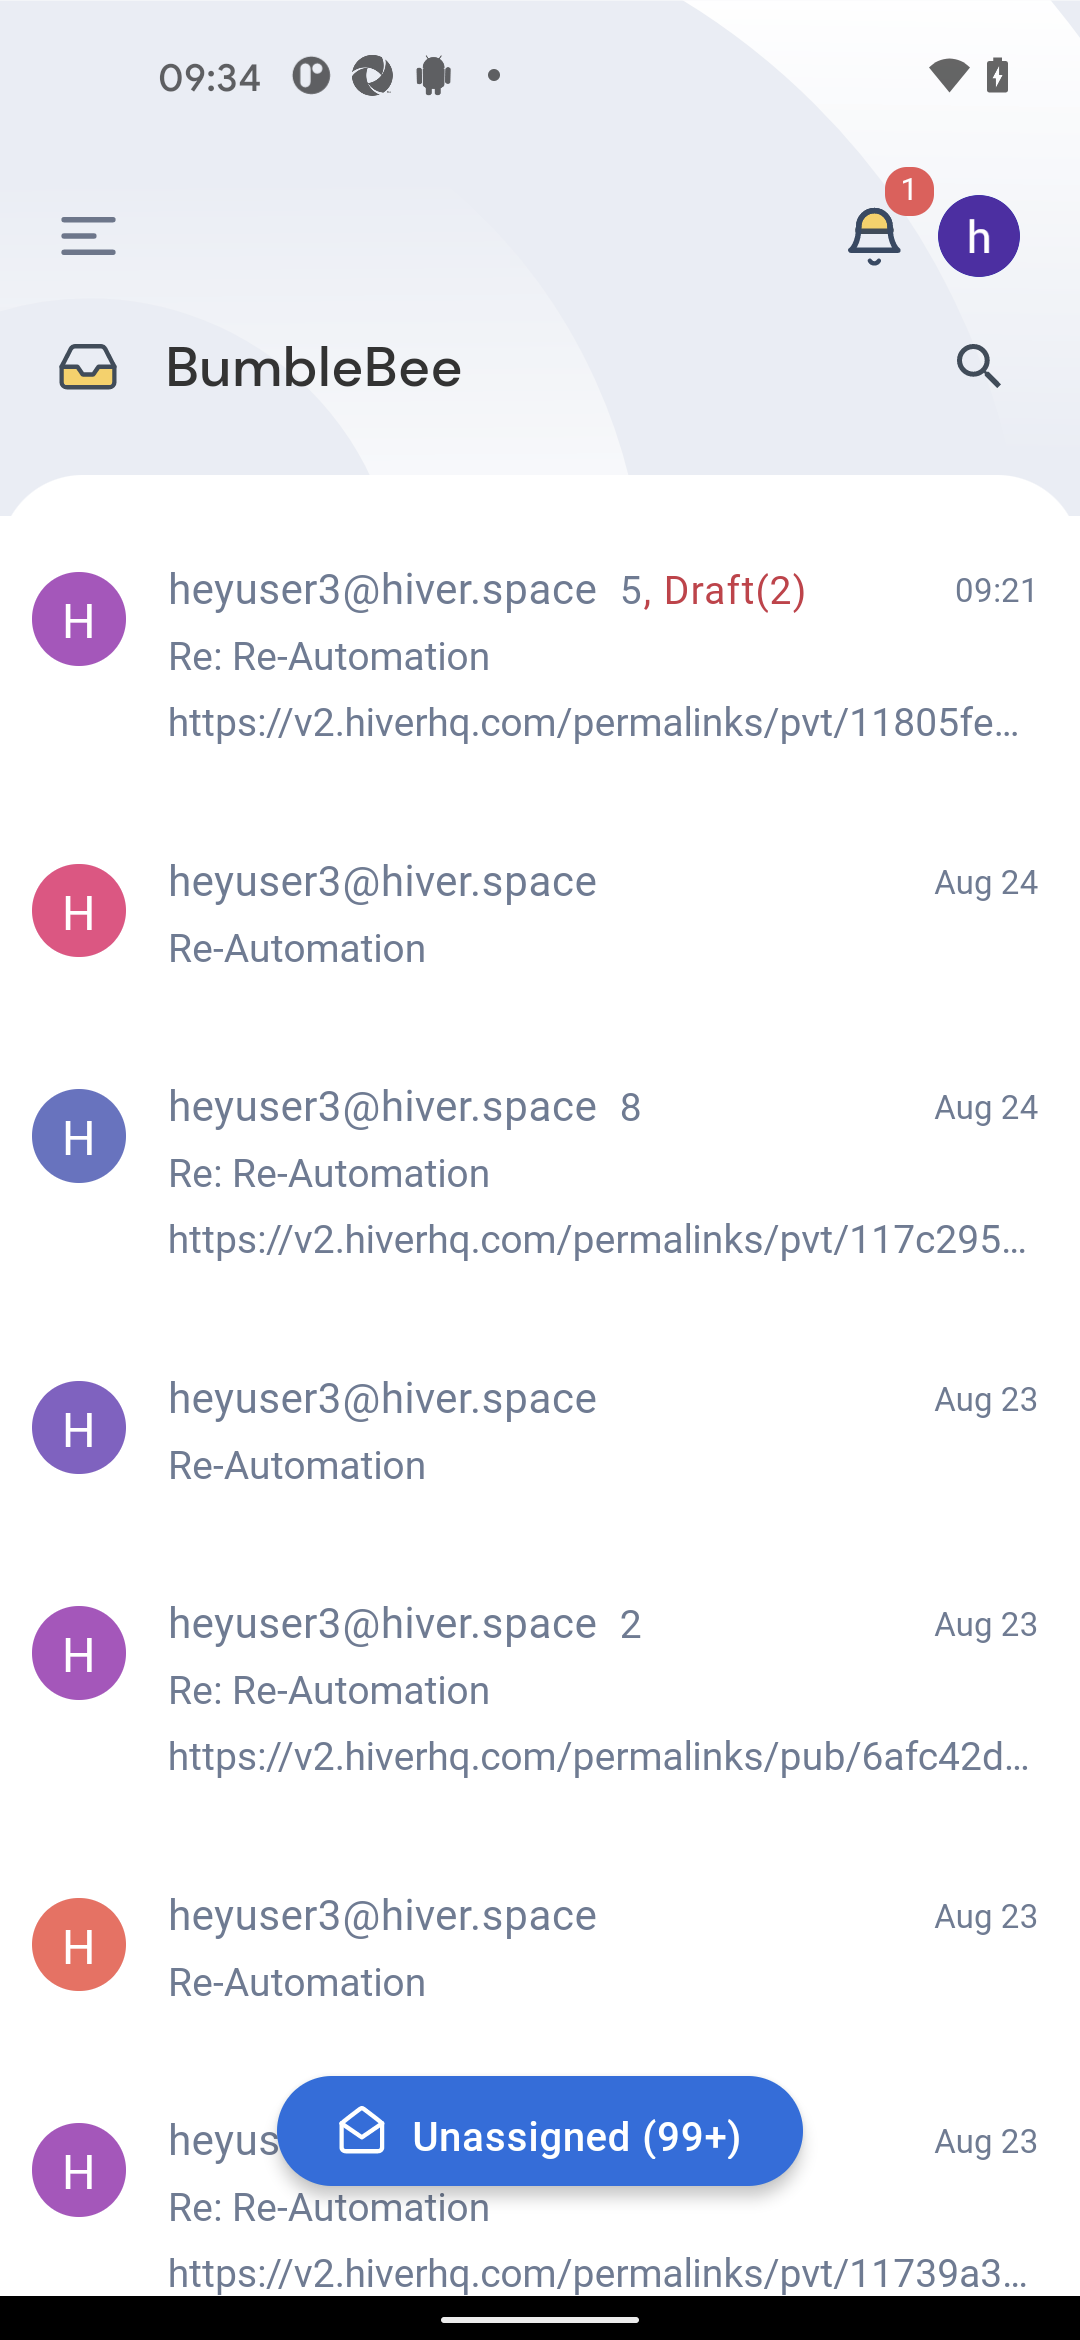 09:34
1
h
BumbleBee
H
heyuser3@hiver.space 5, Draft(2) 09:21
Re: Re-Automation
https://v2.hiverhq.com/permalinks/pvt/11805fe…
H
heyuser3@hiver.space Aug 24
Re-Automation
H
heyuser3@hiver.space 8 Aug 24
Re: Re-Automation
https://v2.hiverhq.com/permalinks/pvt/117c295…
H
heyuser3@hiver.space Aug 23
Re-Automation
H
heyuser3@hiver.space 2 Aug 23
Re: Re-Automation
https://v2.hiverhq.com/permalinks/pub/6afc42d…
H
heyuser3@hiver.space Aug 23
Re-Automation
H
heyus Aug 23
Unassigned (99+)
Re: Re-Automation
https://v2.hiverhq.com/permalinks/pvt/11739a3…